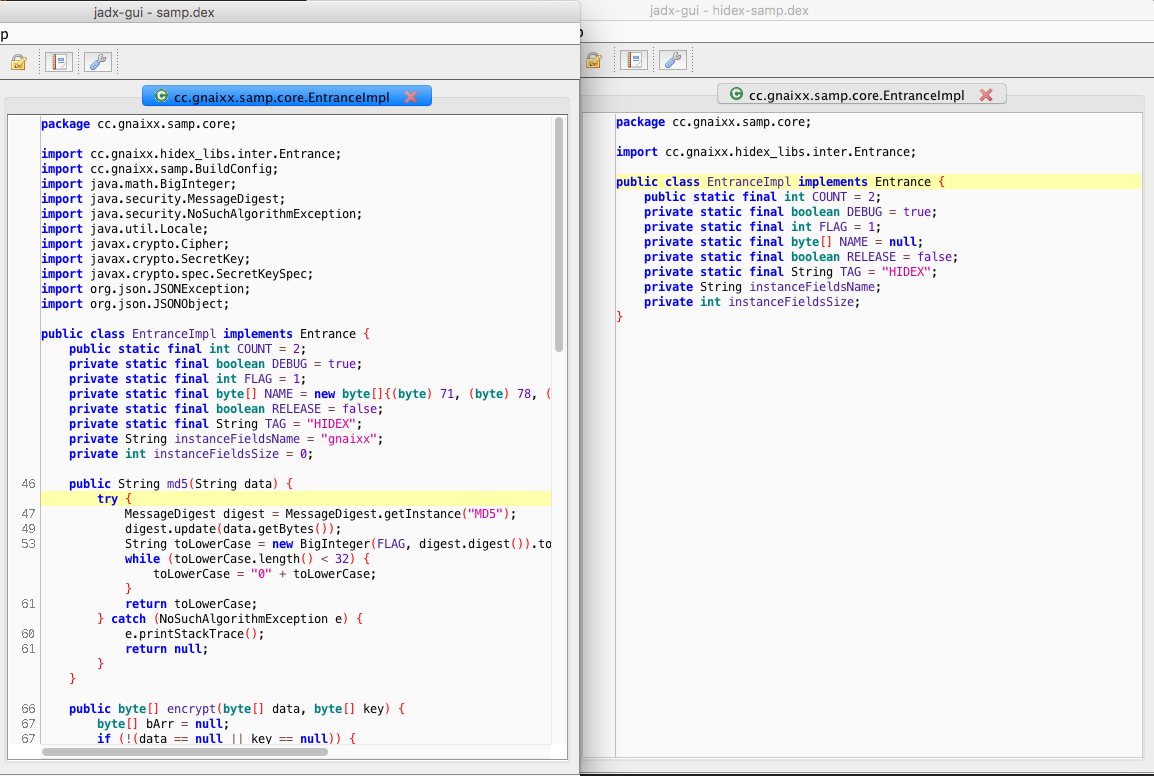 jadx-gui - samp.dex
p
cc.gnaixx.samp.core.EntranceImpl
package cc.gnaixx.samp.core;
import cc.gnaixx.hidex_libs.inter.Entrance;
import cc.gnaixx.samp.BuildConfig;
import java.math.BigInteger;
import java.security.MessageDigest;
import java.security.NoSuchAlgorithmException;
import java.util.Locale;
import javax.crypto.Cipher;
import javax.crypto.SecretKey;
import javax.crypto.spec.SecretKeySpec;
import org.json.JSONException;
import org.json.JSONObject;
public class EntranceImpl implements Entrance {
public static final int COUNT = 2;
private static final boolean DEBUG = true;
private static final int FLAG = 1;
private static final byte[] NAME = new byte[]{(byte) 71, (byte) 78, (
private static final boolean RELEASE = false;
private static final String TAG = "HIDEX";
private String instanceFieldsName = "gnaixx";
private int instanceFieldsSize = 0;
46 public String md5(String data) {
try {
47 MessageDigest digest = MessageDigest.getInstance("MD5");
49 digest.update(data.getBytes());
53 String toLowerCase = new BigInteger(FLAG, digest.digest()).to
while (toLowerCase.length() < 32) {
toLowerCase = "0" + toLowerCase;
}
61 return toLowerCase;
} catch (NoSuchAlgorithmException e) {
60 e.printStackTrace();
61 return null;
}
}
66 public byte[] encrypt(byte[] data, byte[] key) {
67 byte[] bArr = null;
67 if (!(data == null || key == null)) {
jadx-gui - hidex-samp.dex
cc.gnaixx.samp.core.EntranceImpl
package cc.gnaixx.samp.core;
import cc.gnaixx.hidex_libs.inter.Entrance;
public class EntranceImpl implements Entrance {
public static final int COUNT = 2;
private static final boolean DEBUG = true;
private static final int FLAG = 1;
private static final byte[] NAME = null;
private static final boolean RELEASE = false;
private static final String TAG = "HIDEX";
private String instanceFieldsName;
private int instanceFieldsSize;
}